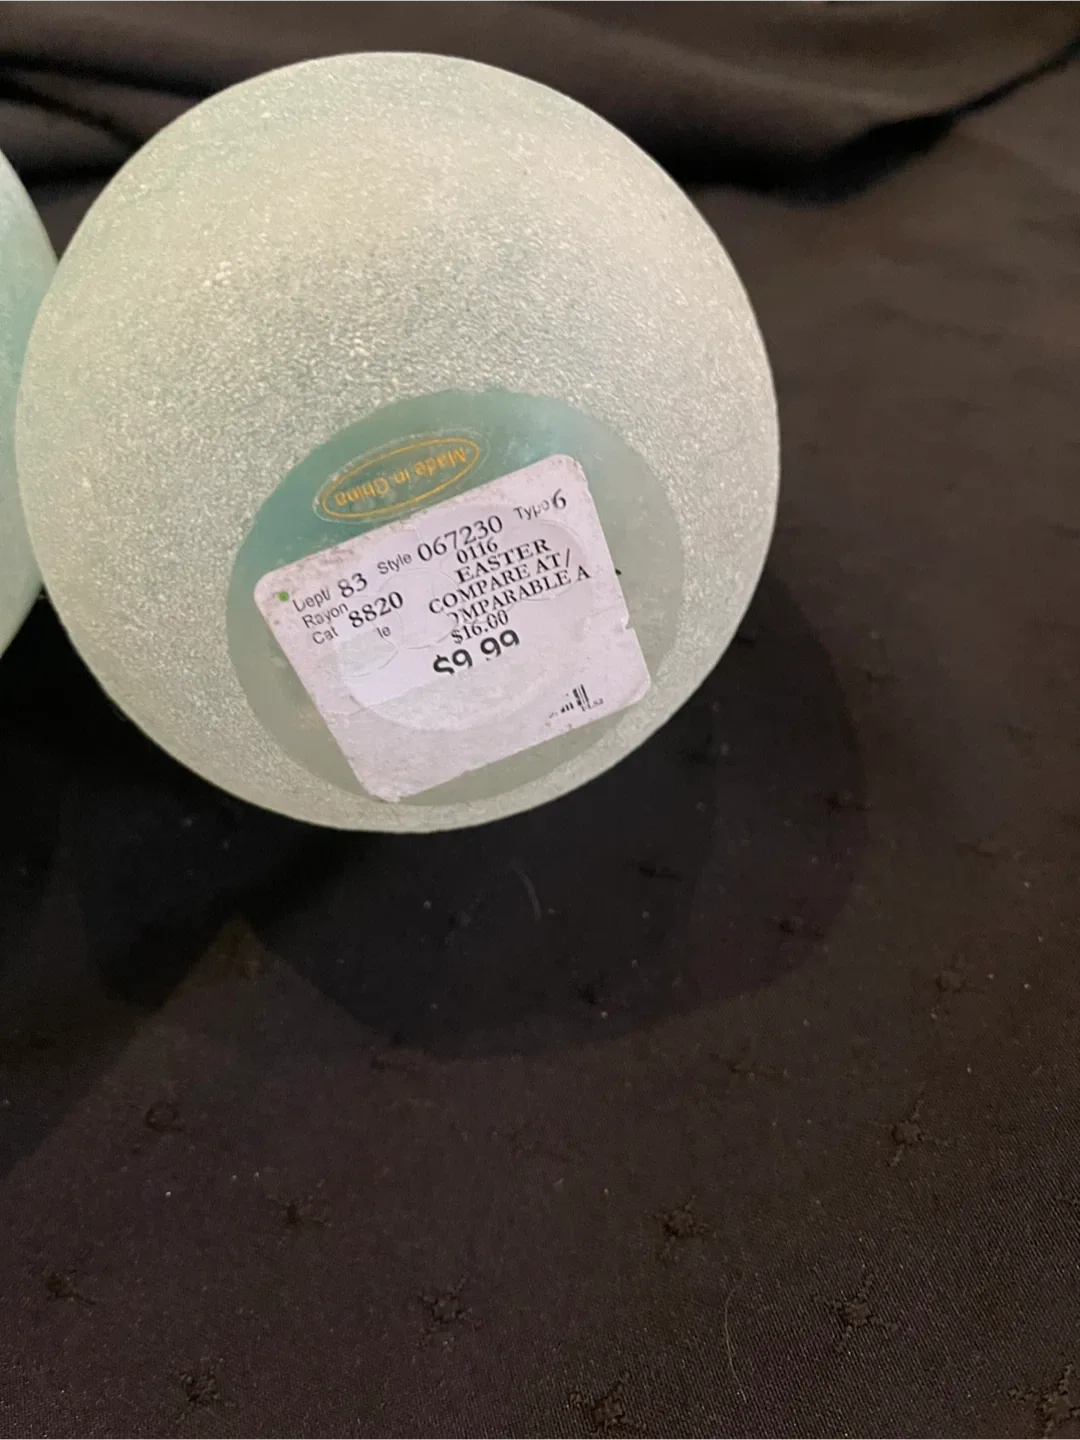 Made in China
Dept/ 83 Style 067230 Type 6
Rayon
0116
Cat 8820
EASTER
COMPARE AT/
OMPARABLE A
$16.00
$9.99